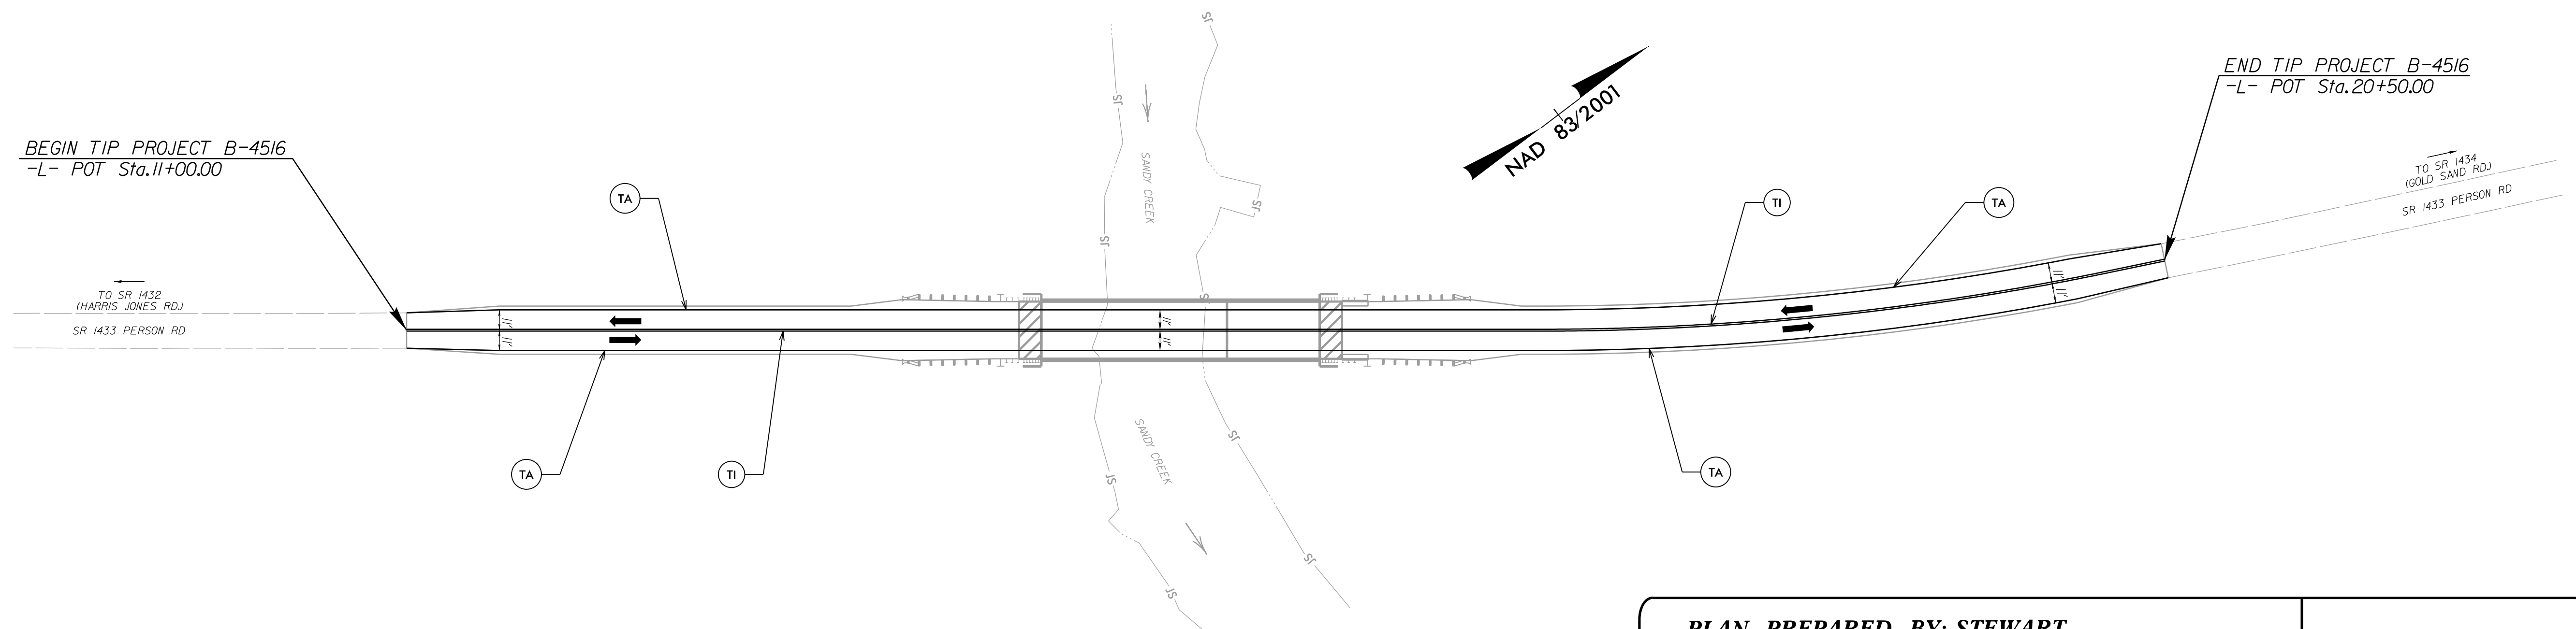 BEGIN TIP PROJECT B-4516
-L- POT Sta.11+00.00
END TIP PROJECT B-4516
-L- POT Sta.20+50.00
NAD 83/2001
TA
TI
TA
TO SR 1432
(HARRIS JONES RD.)
SR 1433 PERSON RD
TO SR 1434
(GOLD SAND RD.)
SR 1433 PERSON RD
SANDY CREEK
SANDY CREEK
11'
11'
11'
11'
11'
11'
TA
TI
TA
JS
JS
JS
JS
JS
JS
JS
JS
JS
PLAN PREPARED BY: STEWART